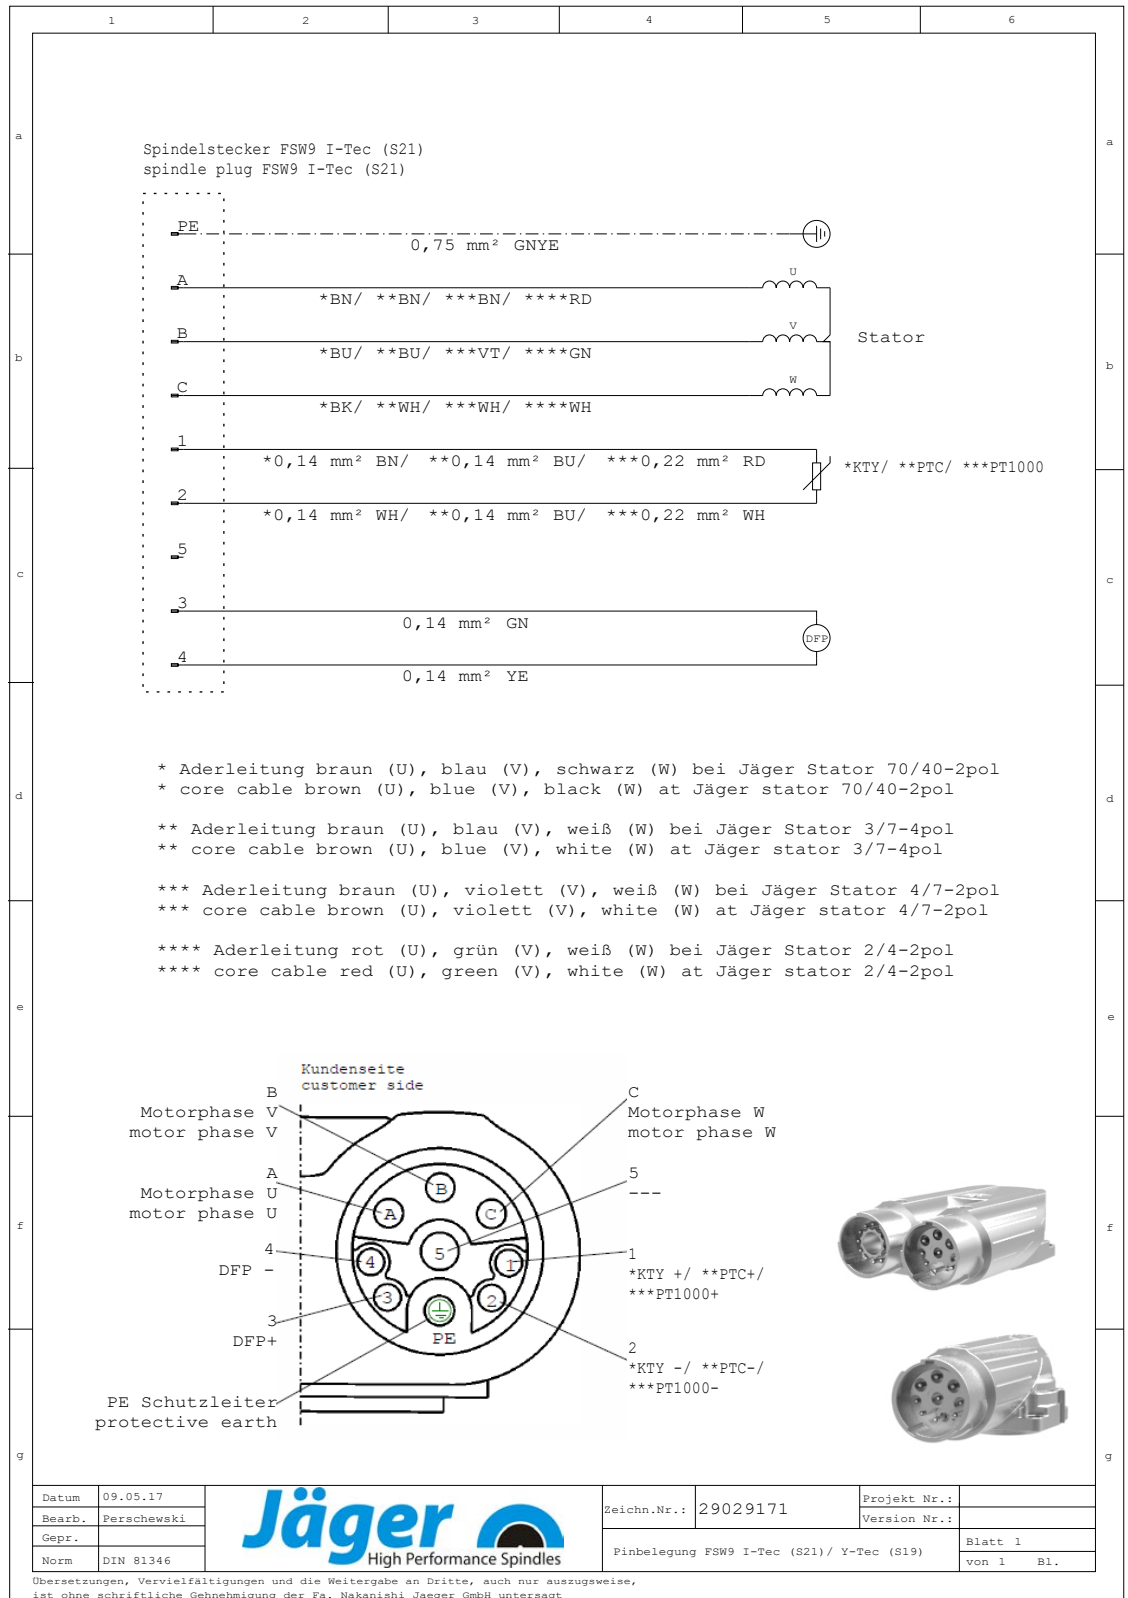 1 2 3 4 5 6
a
a
Spindelstecker FSW9 I-Tec (S21)
spindle plug FSW9 I-Tec (S21)
PE
0,75 mm² GNYE
A
U
*BN/ **BN/ ***BN/ ****RD
B
V
Stator
*BU/ **BU/ ***VT/ ****GN
b
b
C
W
*BK/ **WH/ ***WH/ ****WH
1
*0,14 mm² BN/ **0,14 mm² BU/ ***0,22 mm² RD
*KTY/ **PTC/ ***PT1000
2
*0,14 mm² WH/ **0,14 mm² BU/ ***0,22 mm² WH
5
c
c
3
0,14 mm² GN
DFP
4
0,14 mm² YE
* Aderleitung braun (U), blau (V), schwarz (W) bei Jäger Stator 70/40-2pol
* core cable brown (U), blue (V), black (W) at Jäger stator 70/40-2pol
d
d
** Aderleitung braun (U), blau (V), weiß (W) bei Jäger Stator 3/7-4pol
** core cable brown (U), blue (V), white (W) at Jäger stator 3/7-4pol
*** Aderleitung braun (U), violett (V), weiß (W) bei Jäger Stator 4/7-2pol
*** core cable brown (U), violett (V), white (W) at Jäger stator 4/7-2pol
**** Aderleitung rot (U), grün (V), weiß (W) bei Jäger Stator 2/4-2pol
**** core cable red (U), green (V), white (W) at Jäger stator 2/4-2pol
e
e
Kundenseite
customer side
B
Motorphase V
motor phase V
C
Motorphase W
motor phase W
A
Motorphase U
motor phase U
5
---
B
A
C
f
f
4
DFP -
5
4
1
1
*KTY +/ **PTC+/
***PT1000+
3
2
3
DFP+
PE
2
*KTY -/ **PTC-/
***PT1000-
PE Schutzleiter
protective earth
g
g
Datum 09.05.17
Bearb. Perschewski
Gepr.
Norm DIN 81346
Jäger
High Performance Spindles
Zeichn.Nr.: 29029171
Projekt Nr.:
Version Nr.:
Pinbelegung FSW9 I-Tec (S21)/ Y-Tec (S19)
Blatt 1
von 1 Bl.
Übersetzungen, Vervielfältigungen und die Weitergabe an Dritte, auch nur auszugsweise,
ist ohne schriftliche Gehnehmigung der Fa. Nakanishi Jaeger GmbH untersagt